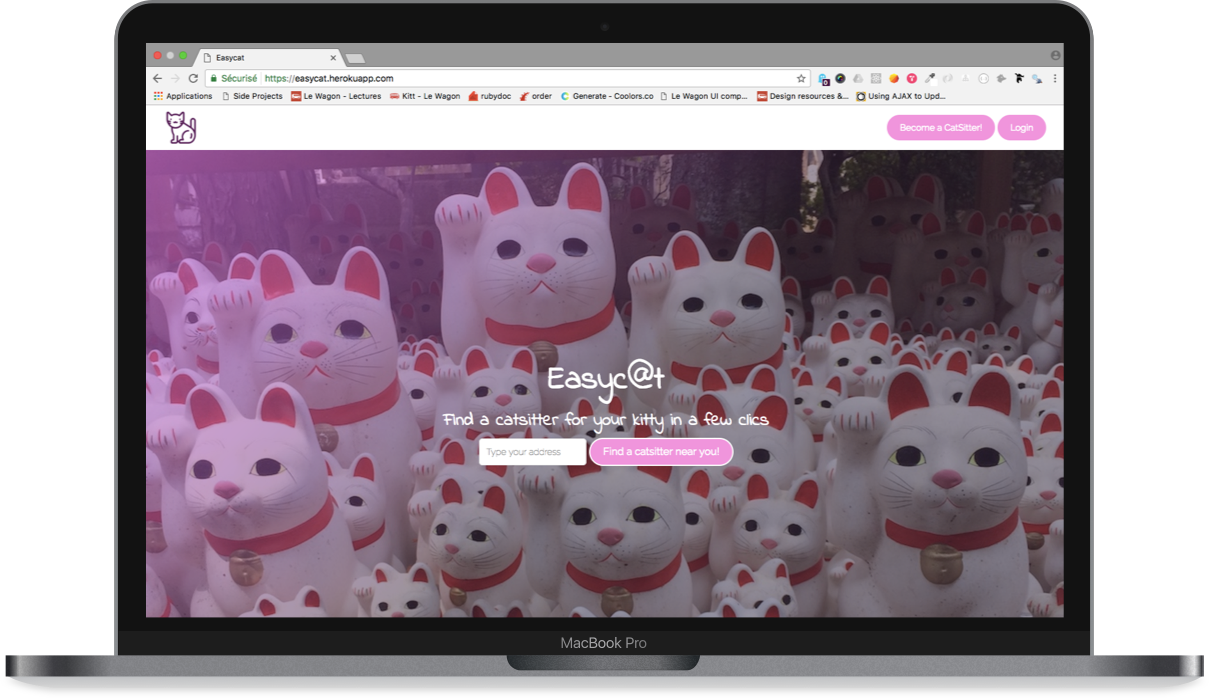 Easycat
Sécurisé https://easycat.herokuapp.com
Applications Side Projects Le Wagon - Lectures Kitt - Le Wagon rubydoc order Generate - Coolors.co Le Wagon UI comp... Design resources &... Using AJAX to Upd...
Become a CatSitter! Login
Easyc@t
Find a catsitter for your kitty in a few clics
Type your address Find a catsitter near you!
MacBook Pro